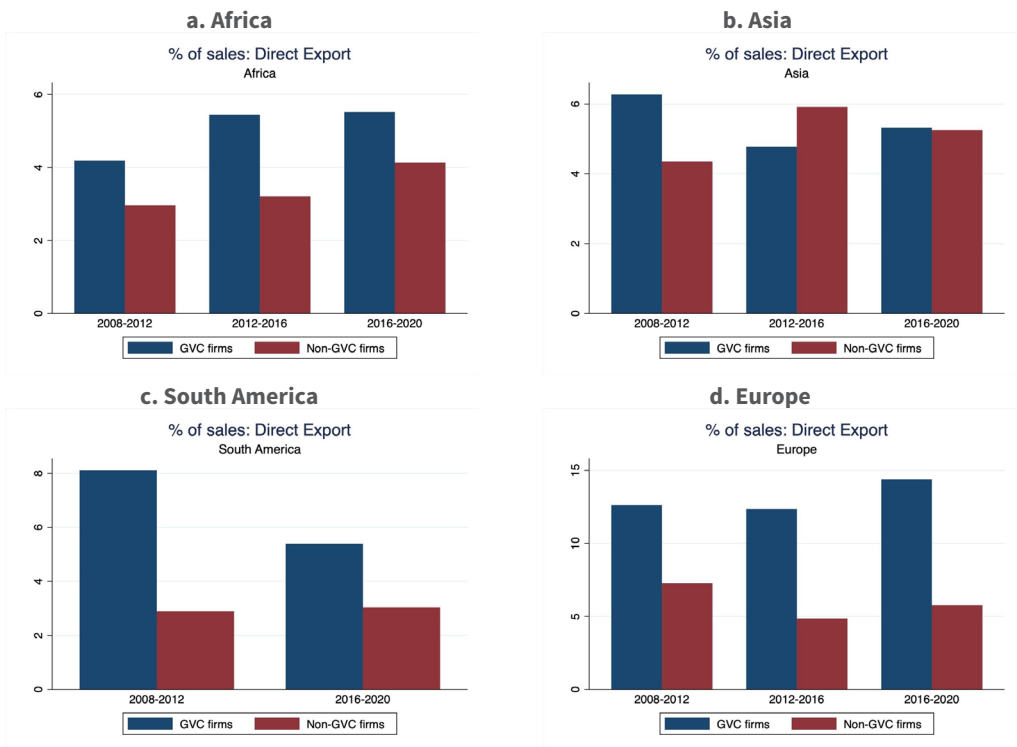 a. Africa
% of sales: Direct Export
Africa
6
4
2
0
2008-2012
2012-2016
2016-2020
GVC firms
Non-GVC firms
b. Asia
% of sales: Direct Export
Asia
6
4
2
0
2008-2012
2012-2016
2016-2020
GVC firms
Non-GVC firms
c. South America
% of sales: Direct Export
South America
8
6
4
2
0
2008-2012
2016-2020
GVC firms
Non-GVC firms
d. Europe
% of sales: Direct Export
Europe
15
10
5
0
2008-2012
2012-2016
2016-2020
GVC firms
Non-GVC firms